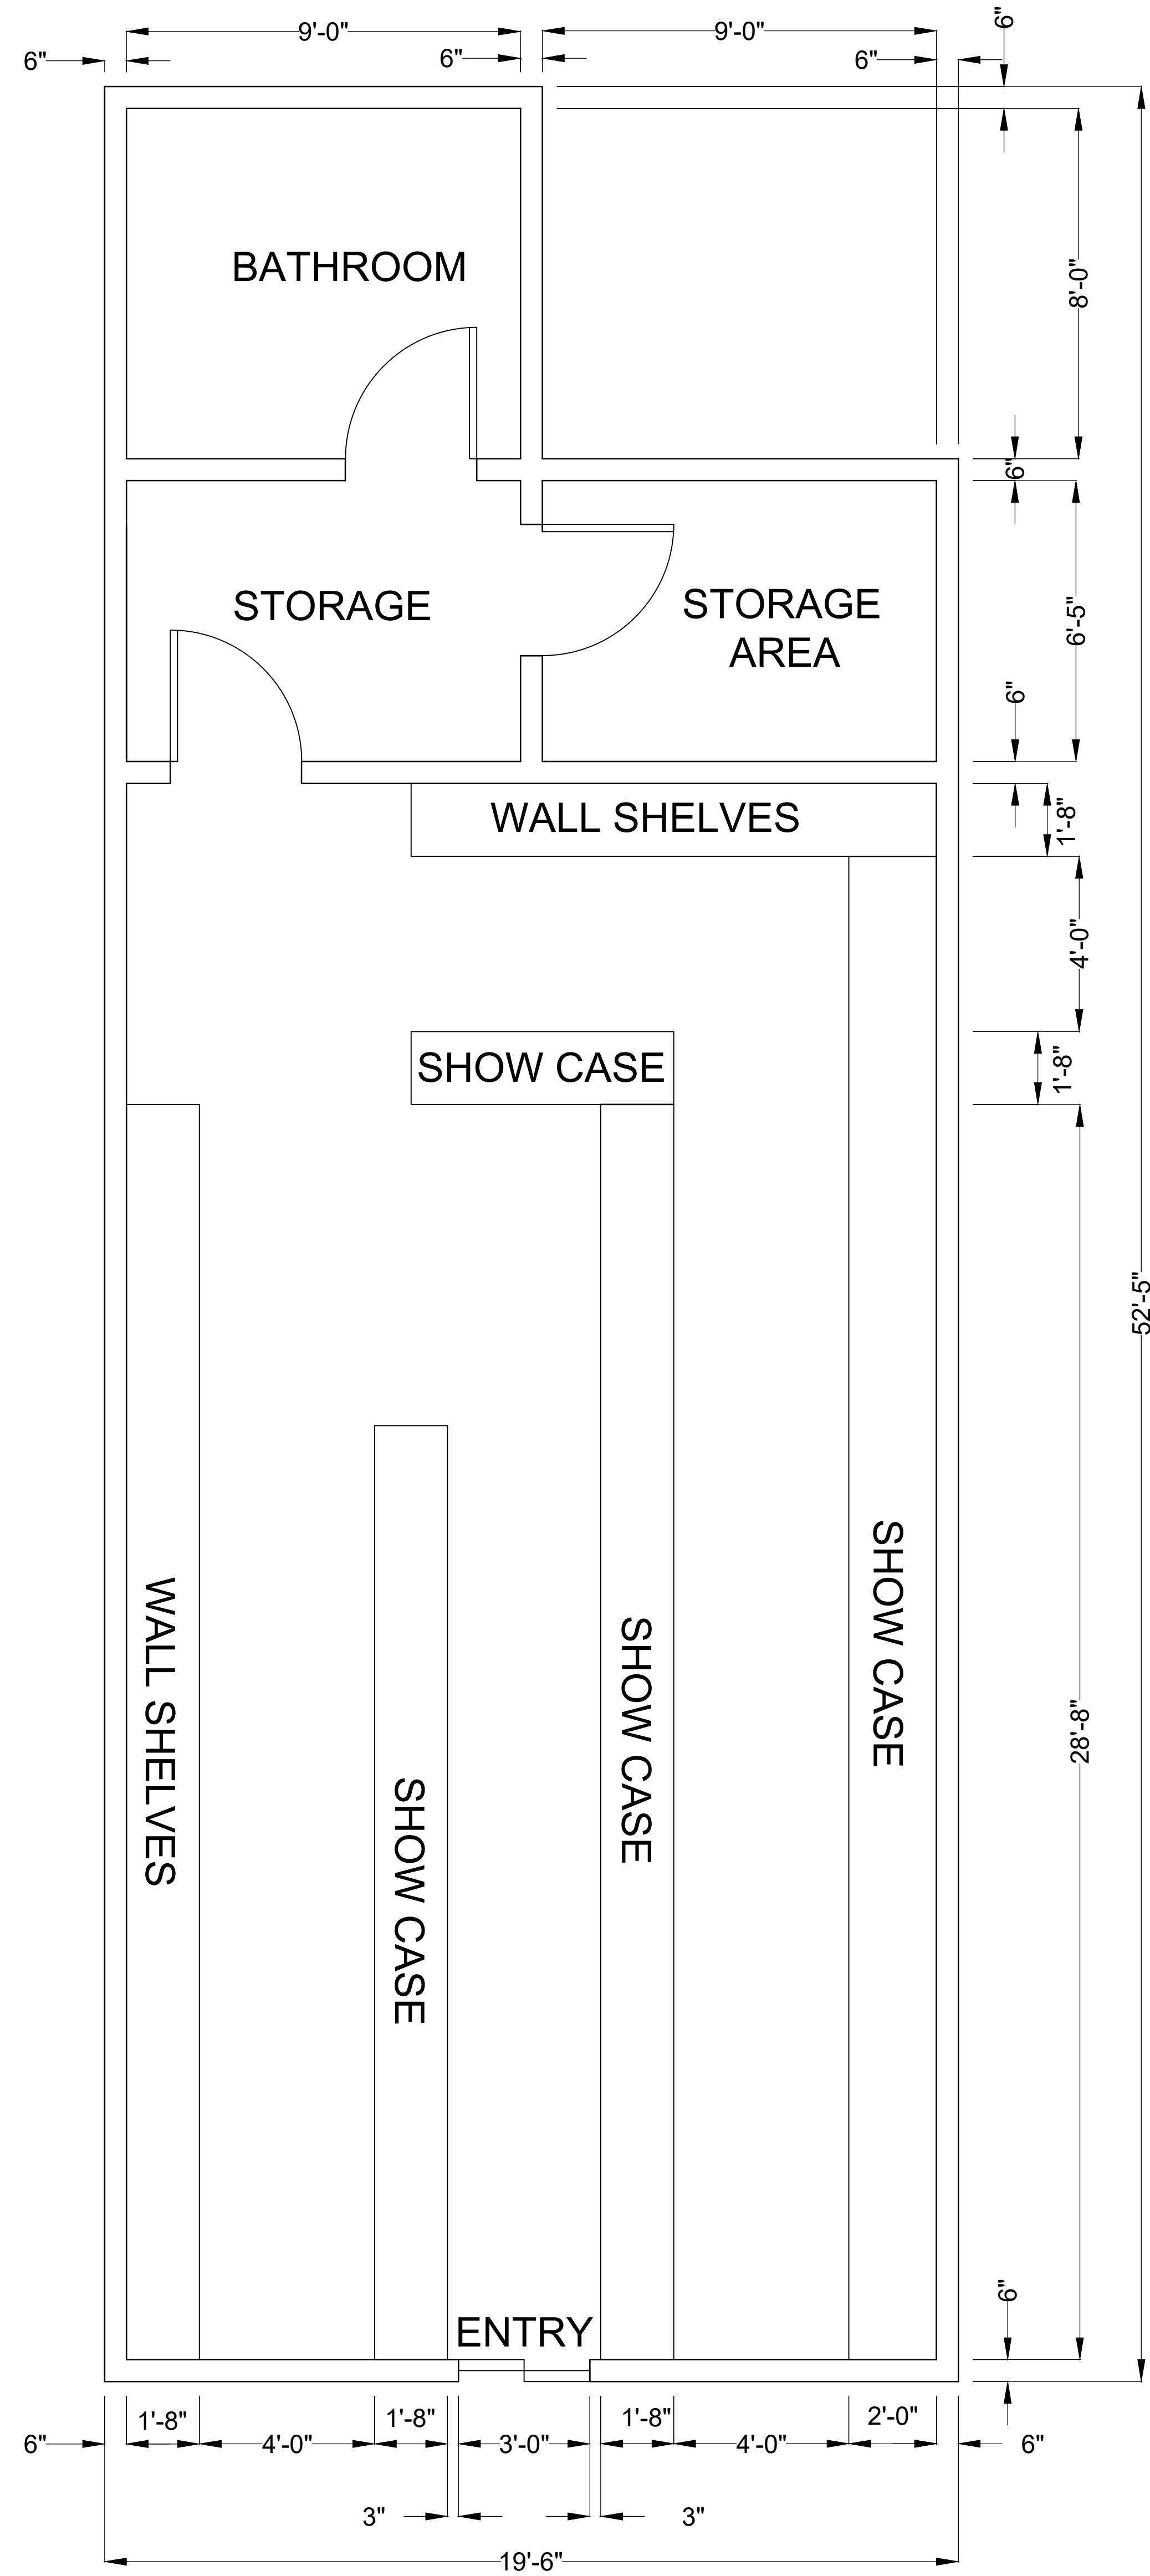 9'-0"
9'-0"
6"
6"
6"
6"
BATHROOM
8'-0"
6"
STORAGE
STORAGE
AREA
6'-5"
6"
WALL SHELVES
1'-8"
4'-0"
SHOW CASE
1'-8"
52'-5"
WALL SHELVES
SHOW CASE
SHOW CASE
SHOW CASE
28'-8"
ENTRY
6"
1'-8"
1'-8"
1'-8"
2'-0"
6"
4'-0"
3'-0"
4'-0"
6"
3"
3"
19'-6"